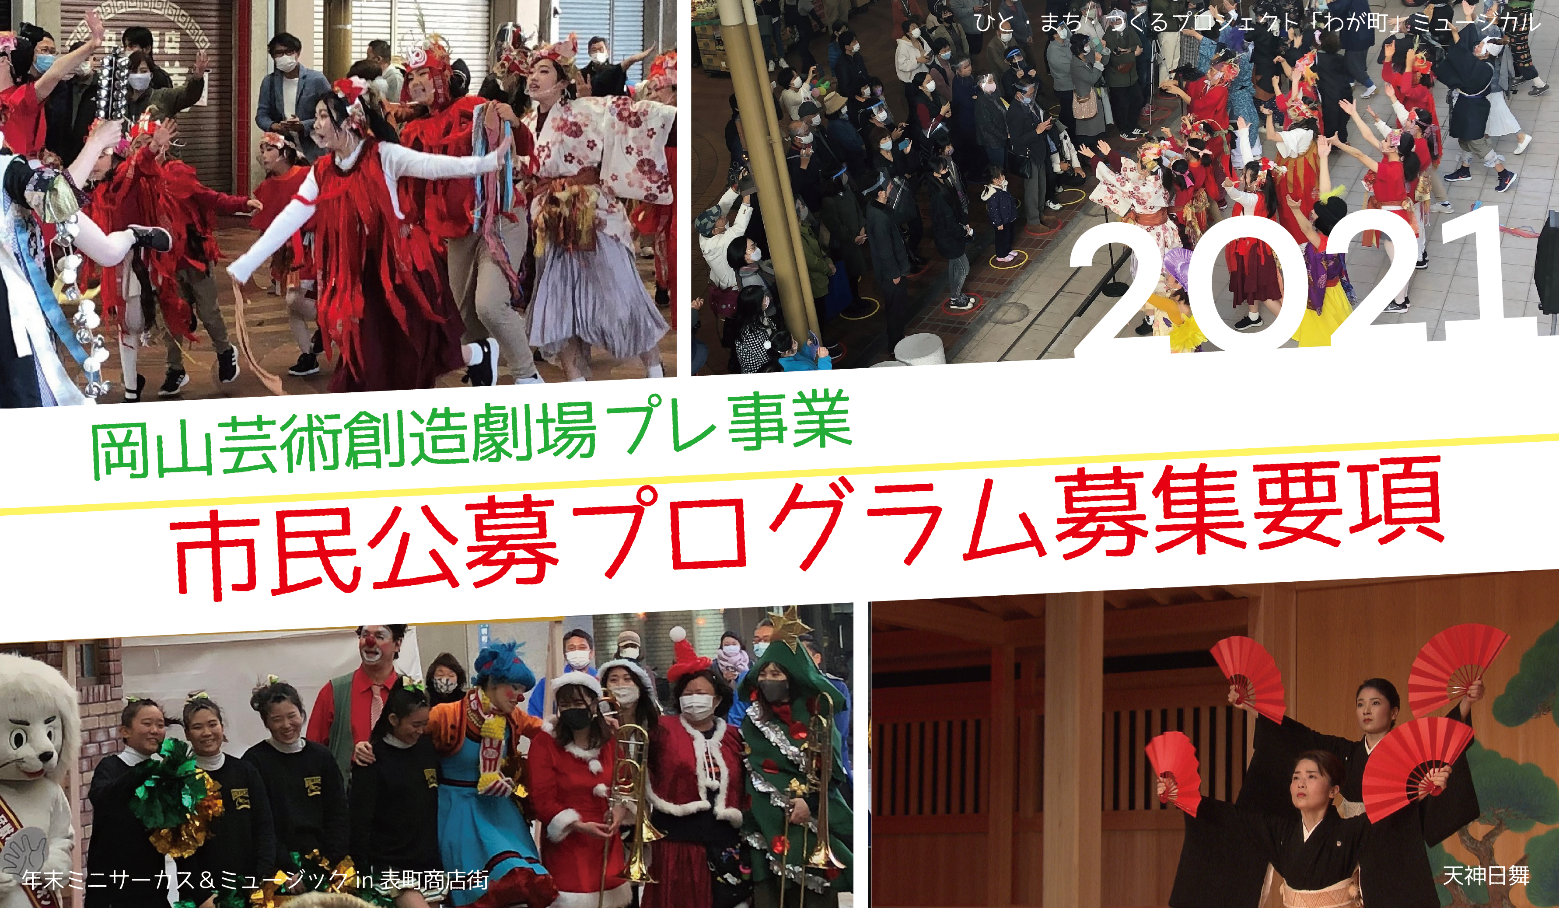 ひと・まち・つくるプロジェクト「わが町」ミュージカル
2021
岡山芸術創造劇場プレ事業
市民公募プログラム募集要項
年末ミニサーカス＆ミュージック in 表町商店街
天神日舞